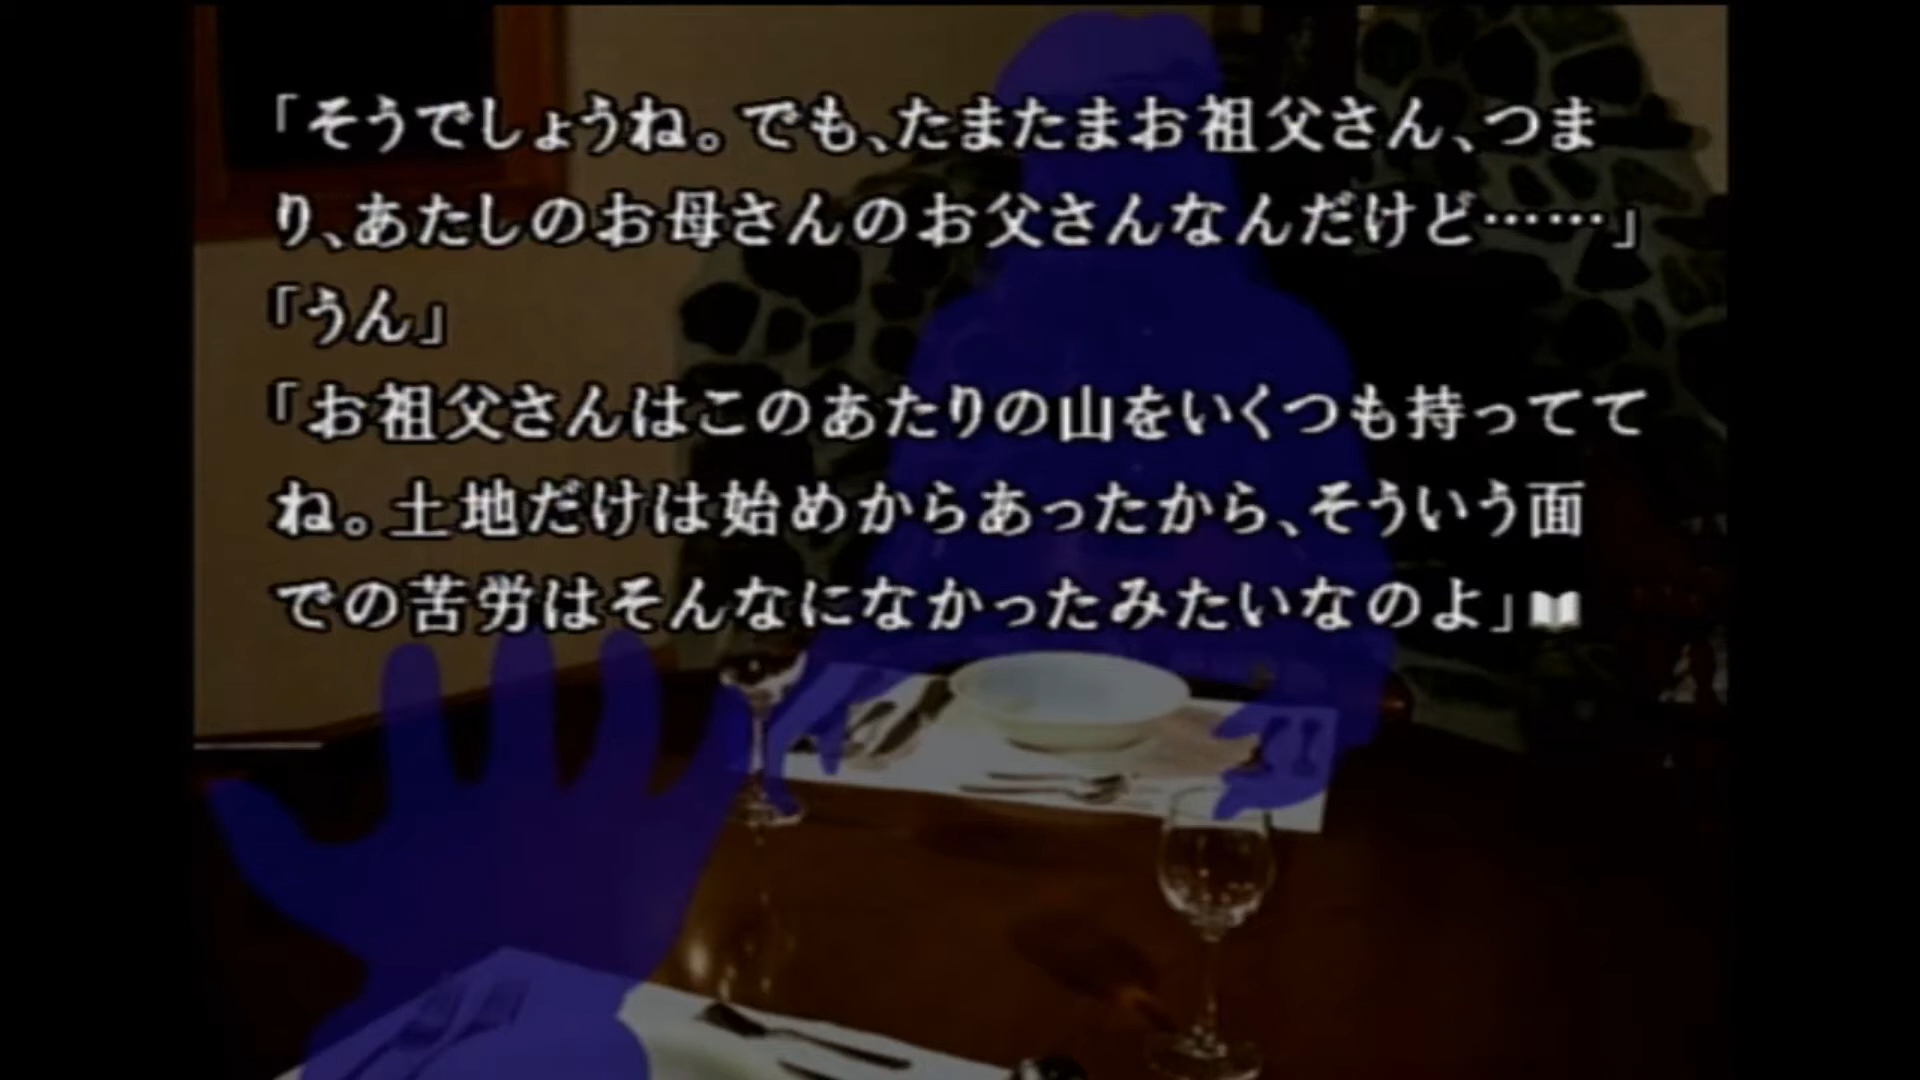 「そうでしょうね。でも、たまたまお祖父さん、つま
り、あたしのお母さんのお父さんなんだけど……」
「うん」
「お祖父さんはこのあたりの山をいくつも持ってて
ね。土地だけは始めからあったから、そういう面
での苦労はそんなになかったみたいなのよ」